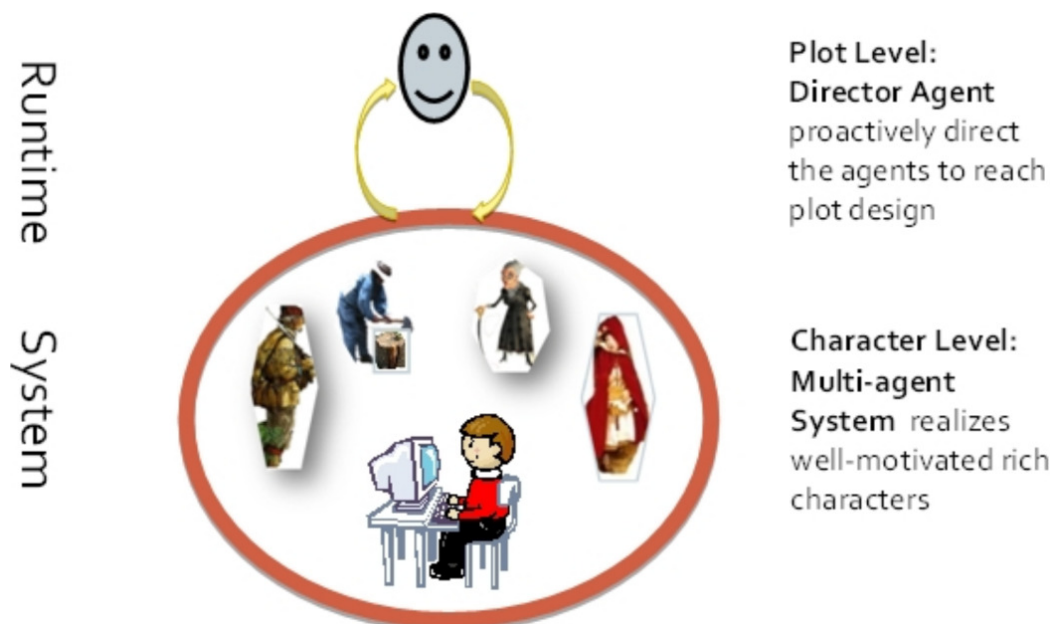 Runtime
System
Plot Level:
Director Agent
proactively direct
the agents to reach
plot design
Character Level:
Multi-agent
System realizes
well-motivated rich
characters